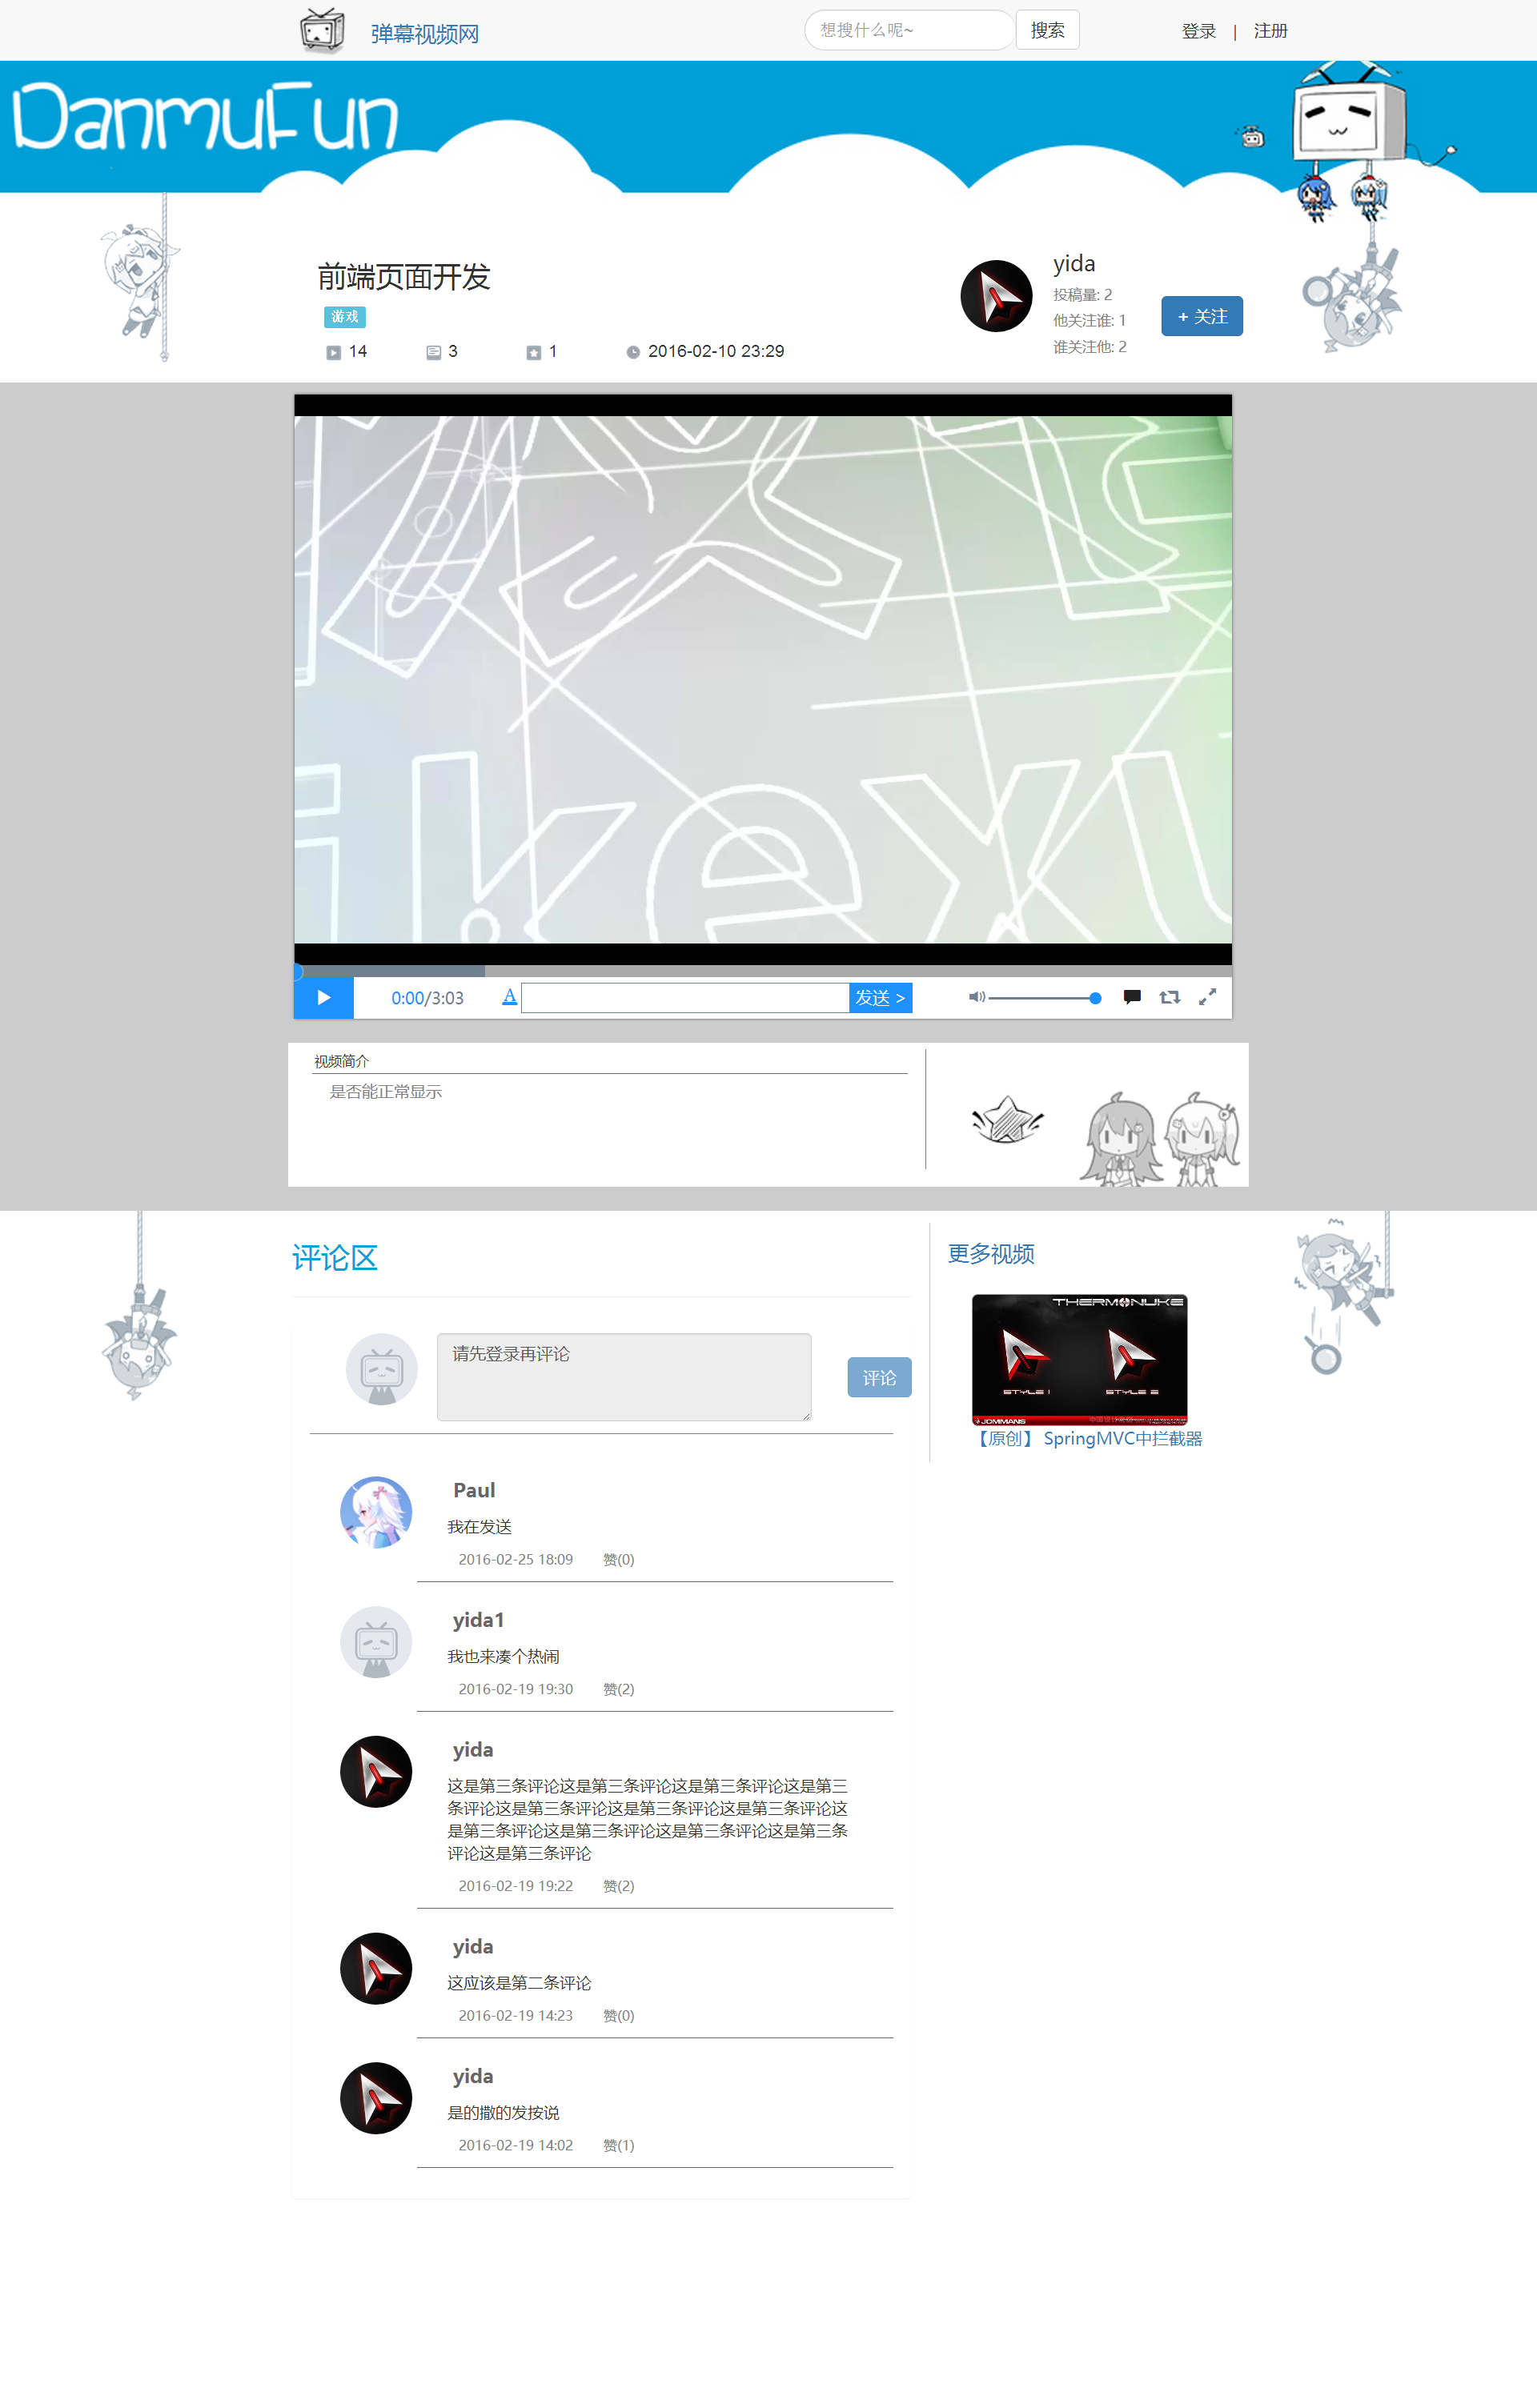 弹幕视频网
想搜什么呢~
搜索
登录 | 注册
DanmuFun
前端页面开发
游戏
14 3 1 2016-02-10 23:29
yida
投稿量: 2
他关注谁: 1
谁关注他: 2
+ 关注
ikexu
0:00/3:03
A
发送 >
视频简介
是否能正常显示
评论区
请先登录再评论
评论
Paul
我在发送
2016-02-25 18:09 赞(0)
yida1
我也来凑个热闹
2016-02-19 19:30 赞(2)
yida
这是第三条评论这是第三条评论这是第三条评论这是第三
条评论这是第三条评论这是第三条评论这是第三条评论这
是第三条评论这是第三条评论这是第三条评论这是第三条
评论这是第三条评论
2016-02-19 19:22 赞(2)
yida
这应该是第二条评论
2016-02-19 14:23 赞(0)
yida
是的撒的发按说
2016-02-19 14:02 赞(1)
更多视频
THERMONUKE
STYLE 1 STYLE 2
JOMMANS
【原创】 SpringMVC中拦截器